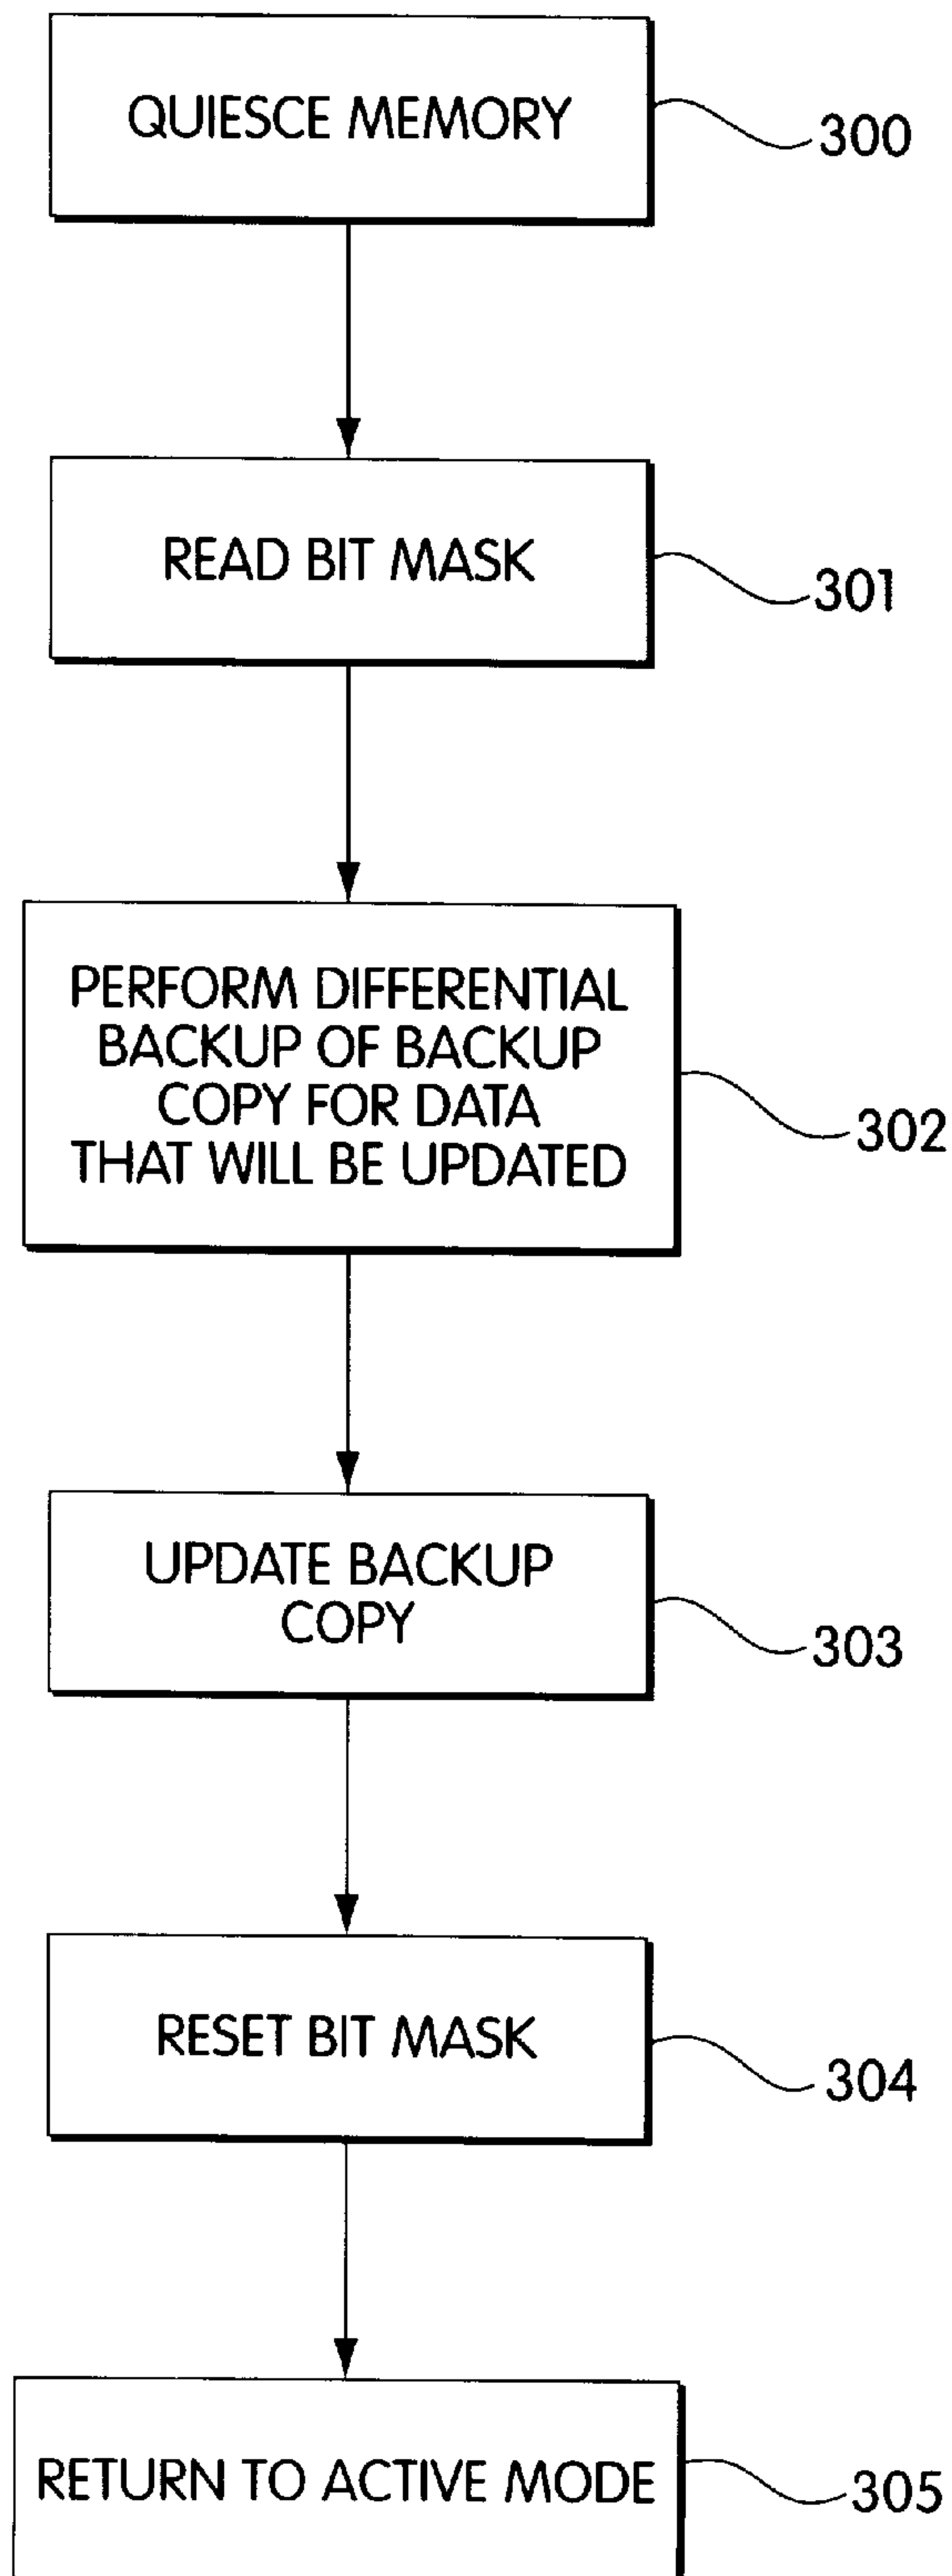 QUIESCE MEMORY
300
READ BIT MASK
301
PERFORM DIFFERENTIAL
BACKUP OF BACKUP
COPY FOR DATA
THAT WILL BE UPDATED
302
UPDATE BACKUP
COPY
303
RESET BIT MASK
304
RETURN TO ACTIVE MODE
305